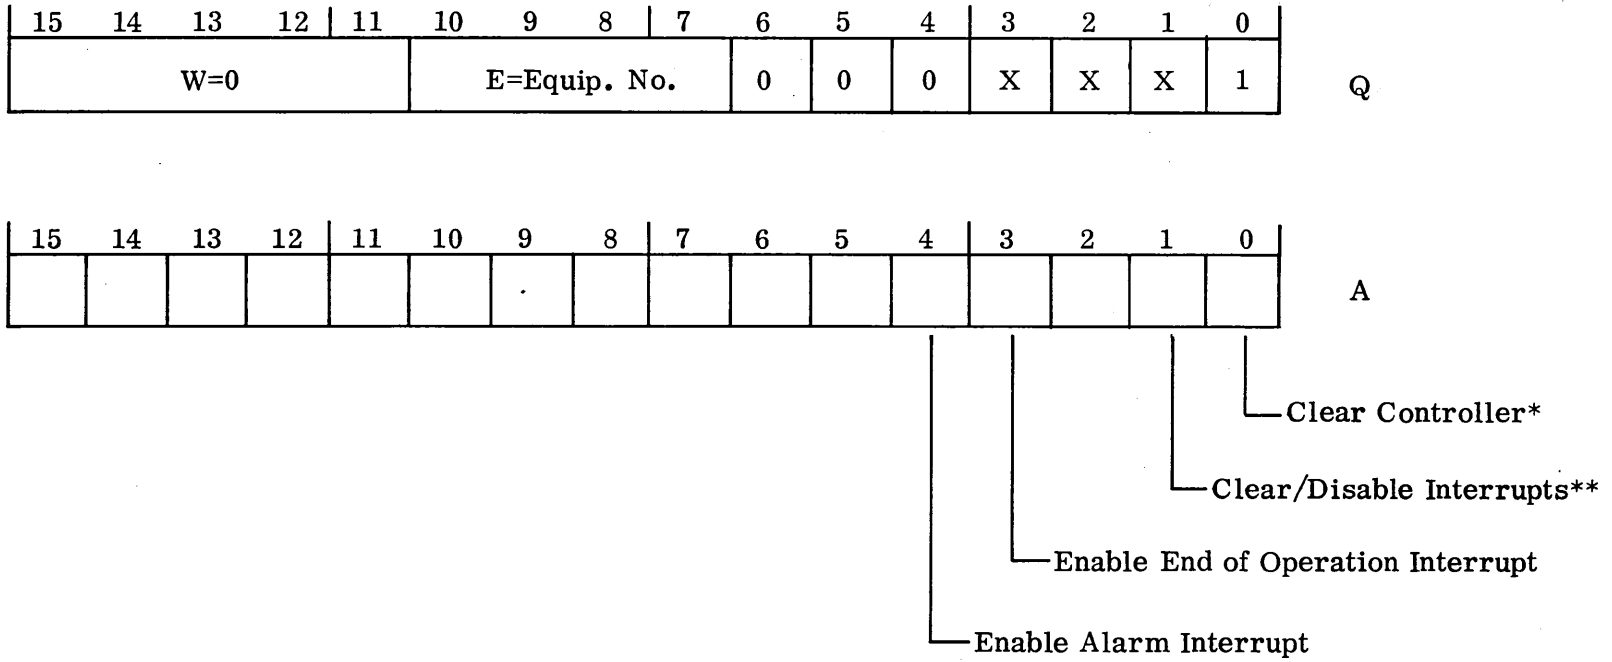 15 14 13 12 11 10 9 8 7 6 5 4 3 2 1 0
W=0 E=Equip. No. 0 0 0 X X X 1 Q
15 14 13 12 11 10 9 8 7 6 5 4 3 2 1 0
A
Clear Controller*
Clear/Disable Interrupts**
Enable End of Operation Interrupt
Enable Alarm Interrupt